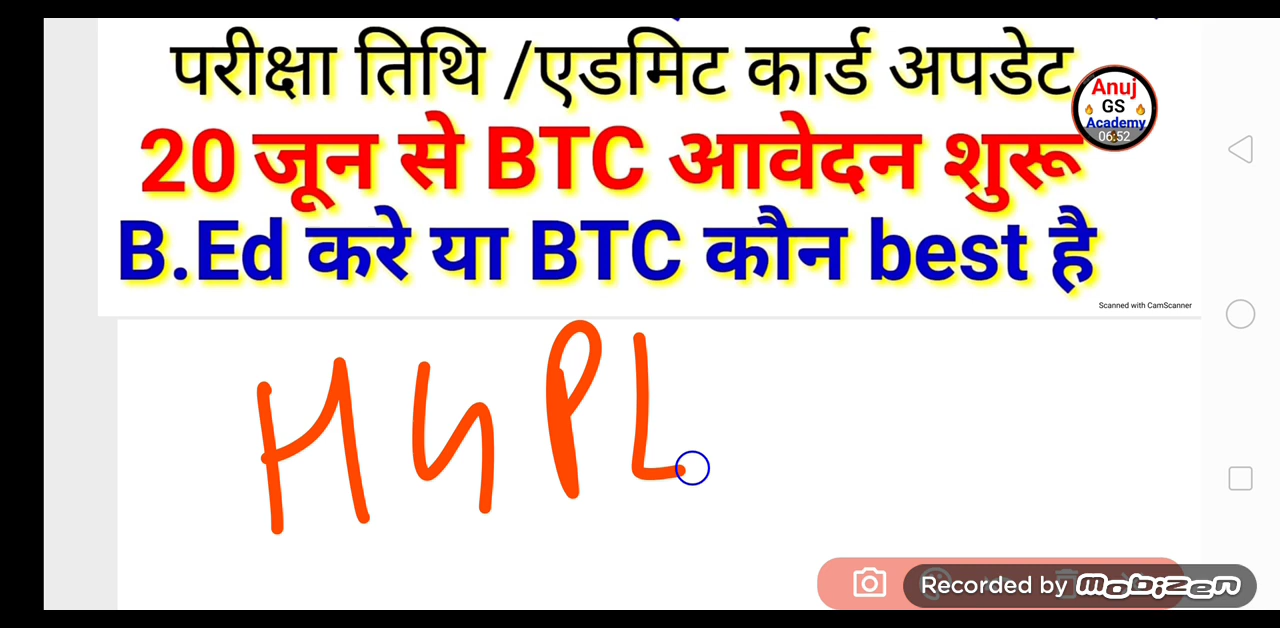 परीक्षा तिथि /एडमिट कार्ड अपडेट
Anuj
GS
Academy
06:52
20 जून से BTC आवेदन शुरू
B.Ed करे या BTC कौन best है
Scanned with CamScanner
Recorded by mobizen